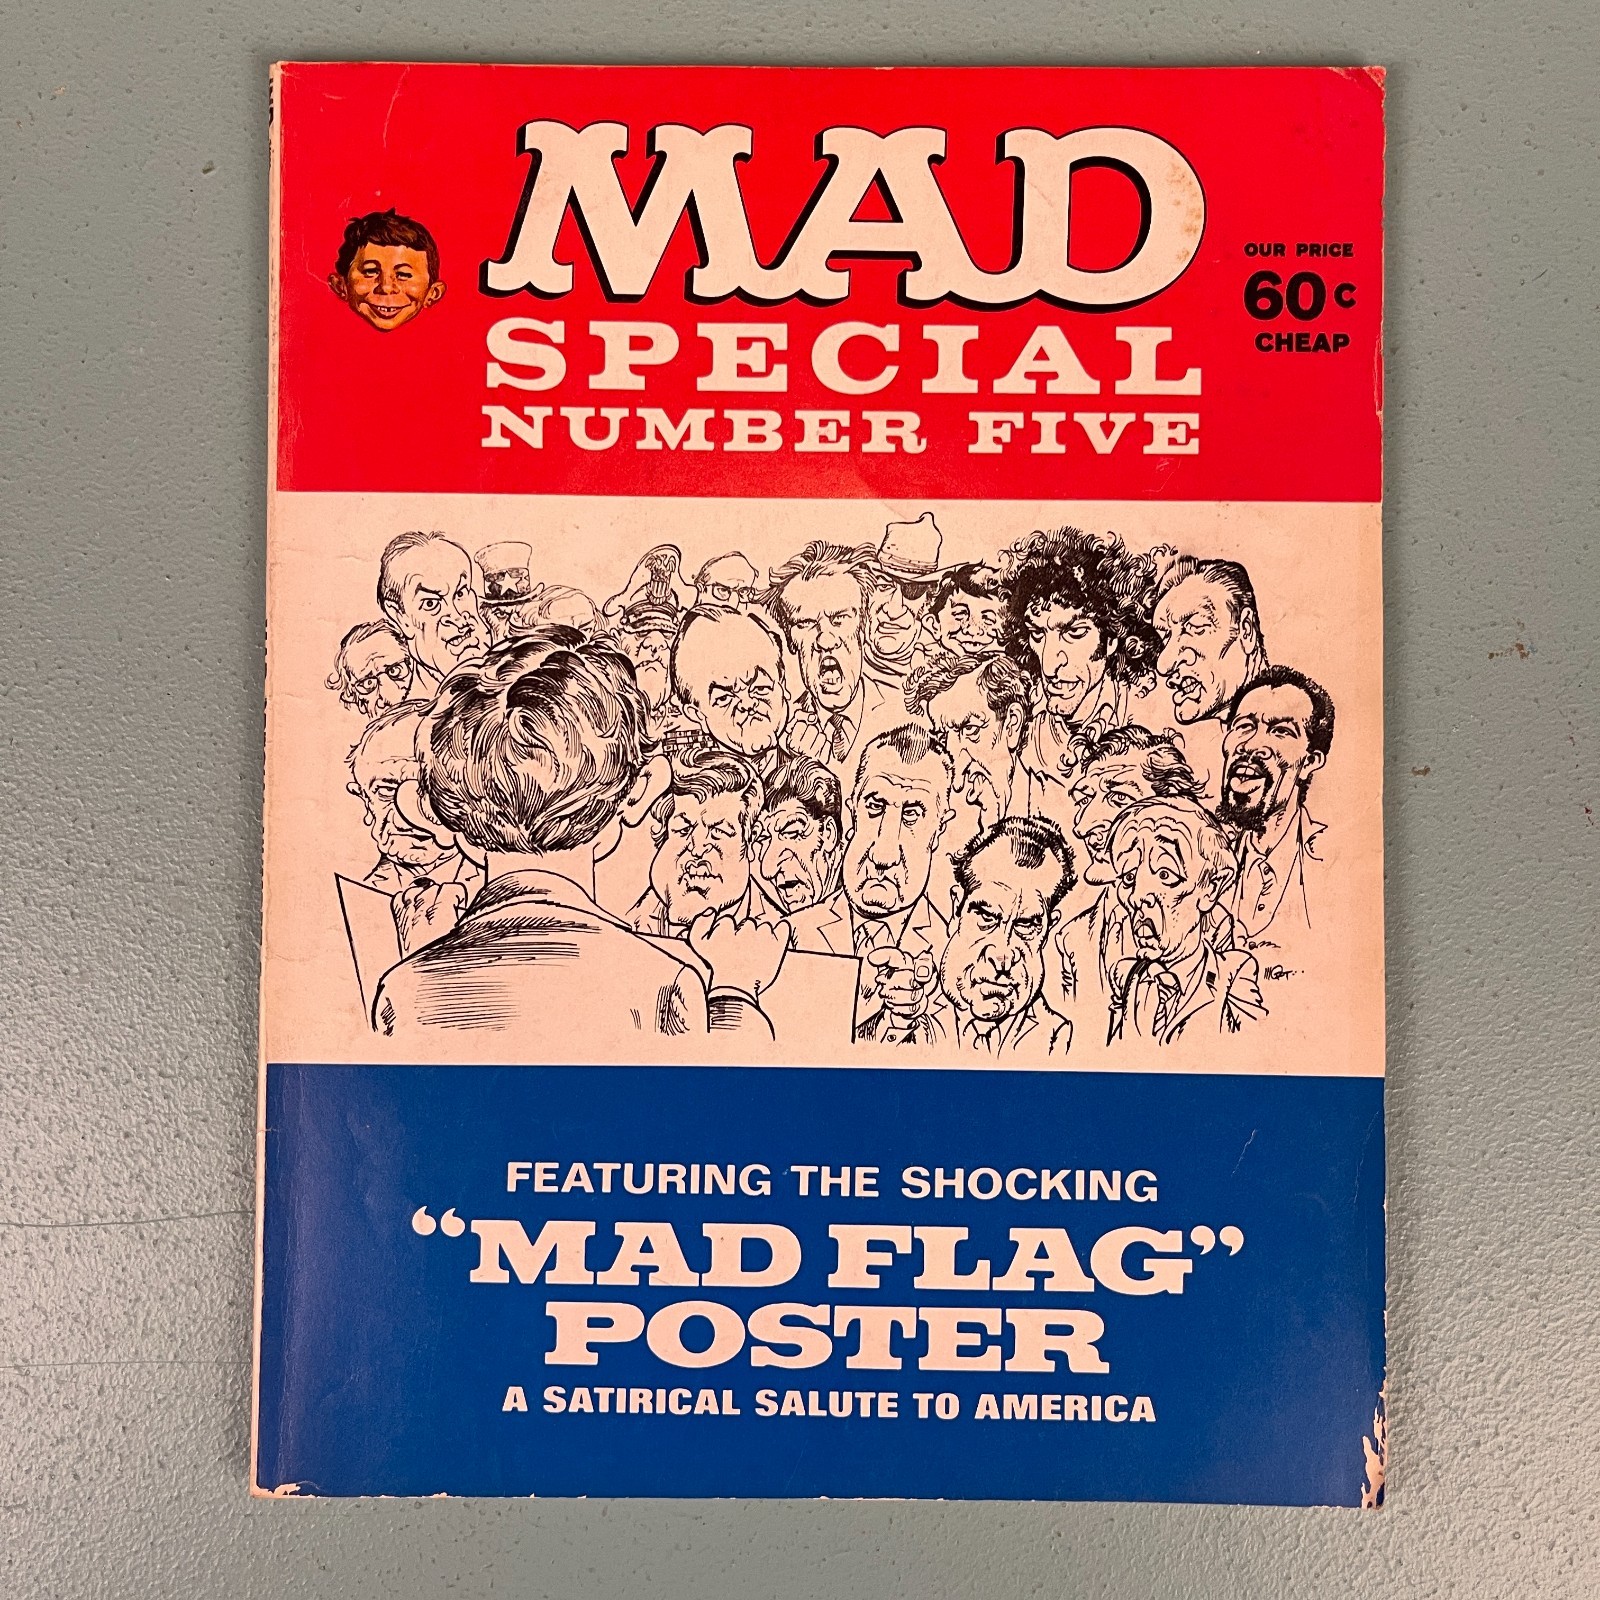 MAD
SPECIAL
NUMBER FIVE
OUR PRICE
60 c
CHEAP
FEATURING THE SHOCKING
“MAD FLAG”
POSTER
A SATIRICAL SALUTE TO AMERICA